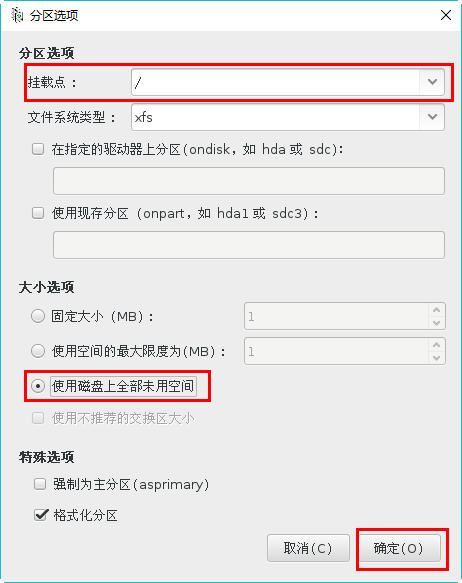 分区选项
分区选项
挂载点：
/
文件系统类型：
xfs
在指定的驱动器上分区(ondisk，如 hda 或 sdc)：
使用现存分区 (onpart，如 hda1 或 sdc3)：
大小选项
固定大小 (MB)：
1
使用空间的最大限度为(MB)：
1
使用磁盘上全部未用空间
使用不推荐的交换区大小
特殊选项
强制为主分区(asprimary)
格式化分区
取消(C)
确定(O)